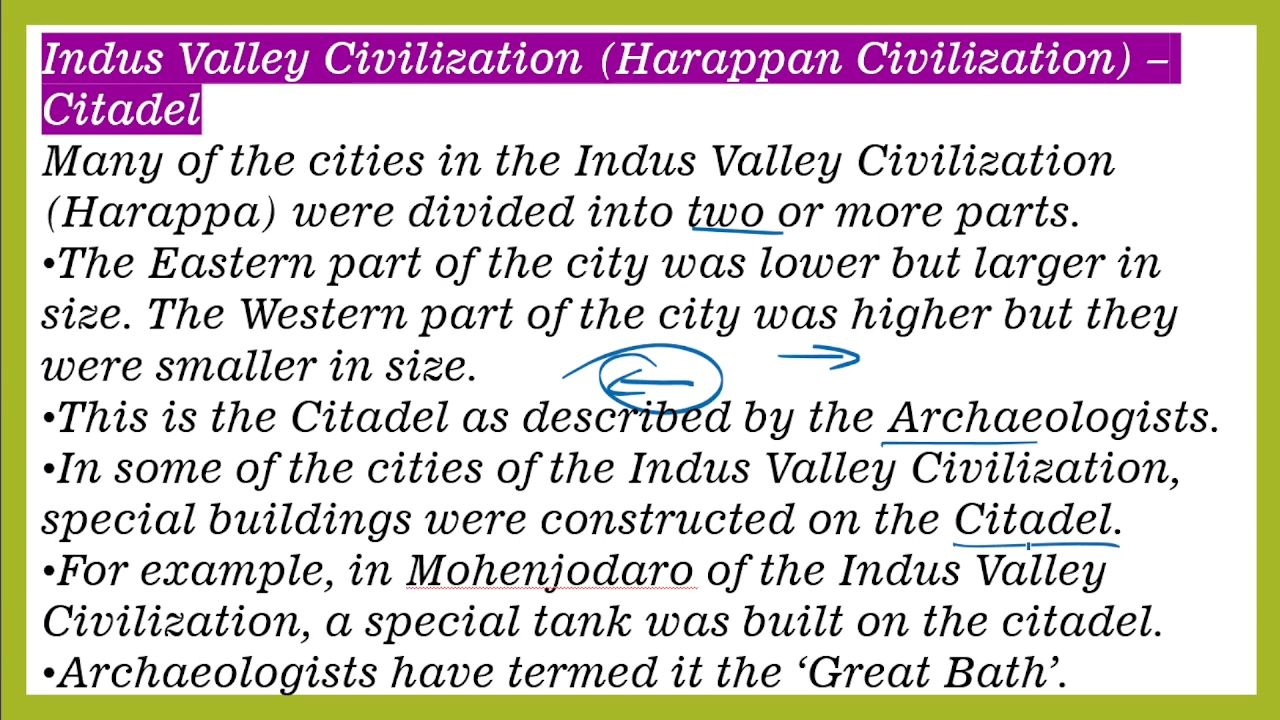 Indus Valley Civilization (Harappan Civilization) –
Citadel
Many of the cities in the Indus Valley Civilization
(Harappa) were divided into two or more parts.
•The Eastern part of the city was lower but larger in
size. The Western part of the city was higher but they
were smaller in size.
•This is the Citadel as described by the Archaeologists.
•In some of the cities of the Indus Valley Civilization,
special buildings were constructed on the Citadel.
•For example, in Mohenjodaro of the Indus Valley
Civilization, a special tank was built on the citadel.
•Archaeologists have termed it the ‘Great Bath’.